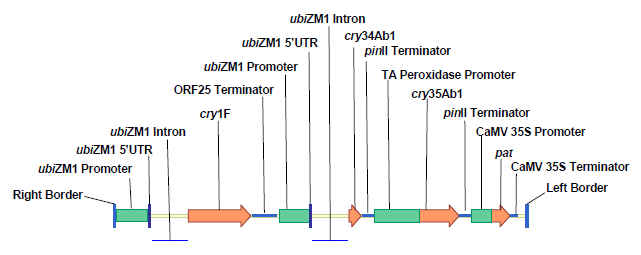 ubiZM1 Intron
cry34Ab1
ubiZM1 5'UTR
pinII Terminator
ubiZM1 Promoter
TA Peroxidase Promoter
ORF25 Terminator
cry35Ab1
cry1F
pinII Terminator
ubiZM1 Intron
CaMV 35S Promoter
ubiZM1 5'UTR
pat
ubiZM1 Promoter
CaMV 35S Terminator
Right Border
Left Border